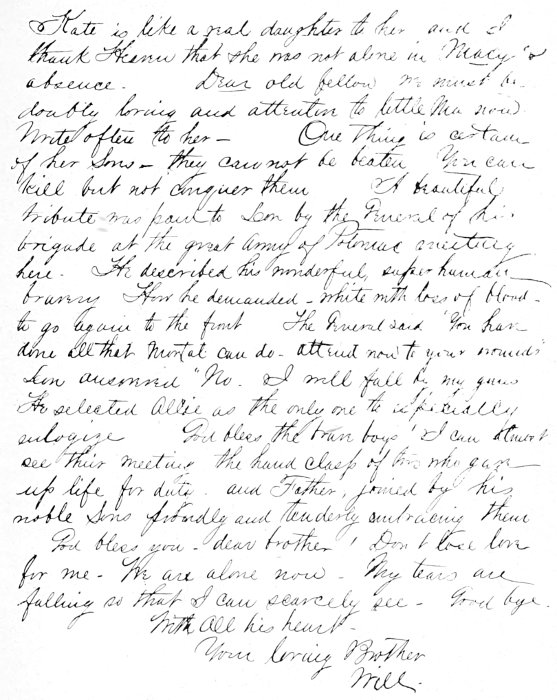 Kate is like a real daughter to her and I
thank Heaven that she was not alone in Macy's
absence. Dear old fellow we must be
doubly loving and attentive to little Ma now.
Write often to her — One thing is certain
of her Sons — they can not be beaten You can
kill but not conquer them A beautiful
tribute was paid to Lon by the General of his
brigade at the great Army of Potomac meeting
here. He described his wonderful, superhuman
bravery How he demanded — white with loss of blood —
to go again to the front The General said "You have
done all that mortal can do — attend now to your wounds"
Lon answered "No. I will fall by my guns
He selected Allie as the only one to especially
eulogize God bless the brave boys! I can almost
see their meeting the hand clasp of who gave
up life for duty. and Father, joined by his
noble Sons proudly and tenderly embracing them
God bless you — dear brother! Don't lose love
for me — We are alone now — My tears are
falling so that I can scarcely see — Good bye.
With all his heart —
Your loving Brother
Will.